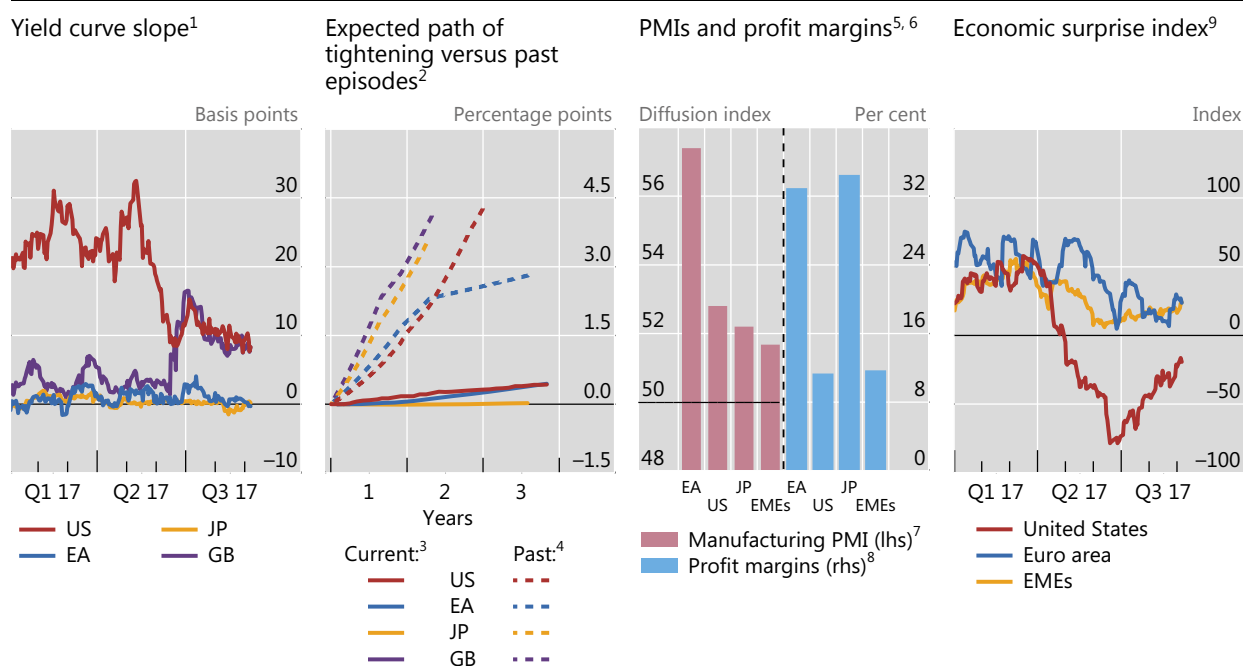 Yield curve slope¹
Basis points
30
20
10
0
–10
Q1 17 Q2 17 Q3 17
US JP
EA GB
Expected path of
tightening versus past
episodes²
Percentage points
4.5
3.0
1.5
0.0
–1.5
1 2 3
Years
Current:³ Past:⁴
US
EA
JP
GB
PMIs and profit margins⁵, ⁶
Diffusion index Per cent
56 32
54 24
52 16
50 8
48 0
EA JP EA JP
US EMEs US EMEs
Manufacturing PMI (lhs)⁷
Profit margins (rhs)⁸
Economic surprise index⁹
Index
100
50
0
–50
–100
Q1 17 Q2 17 Q3 17
United States
Euro area
EMEs